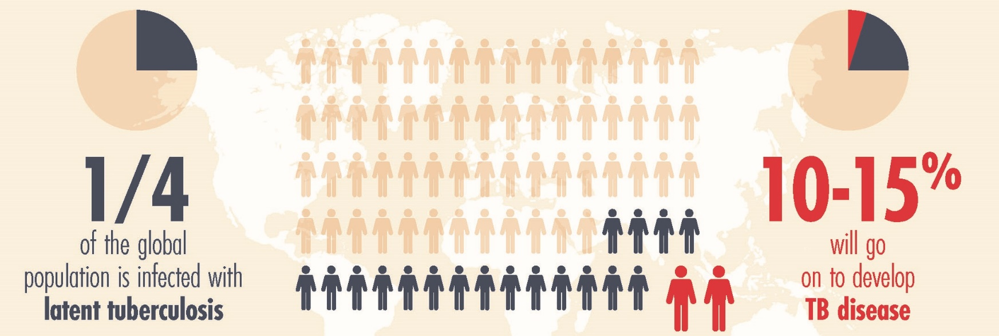 1/4
of the global
population is infected with
latent tuberculosis
10-15%
will go
on to develop
TB disease